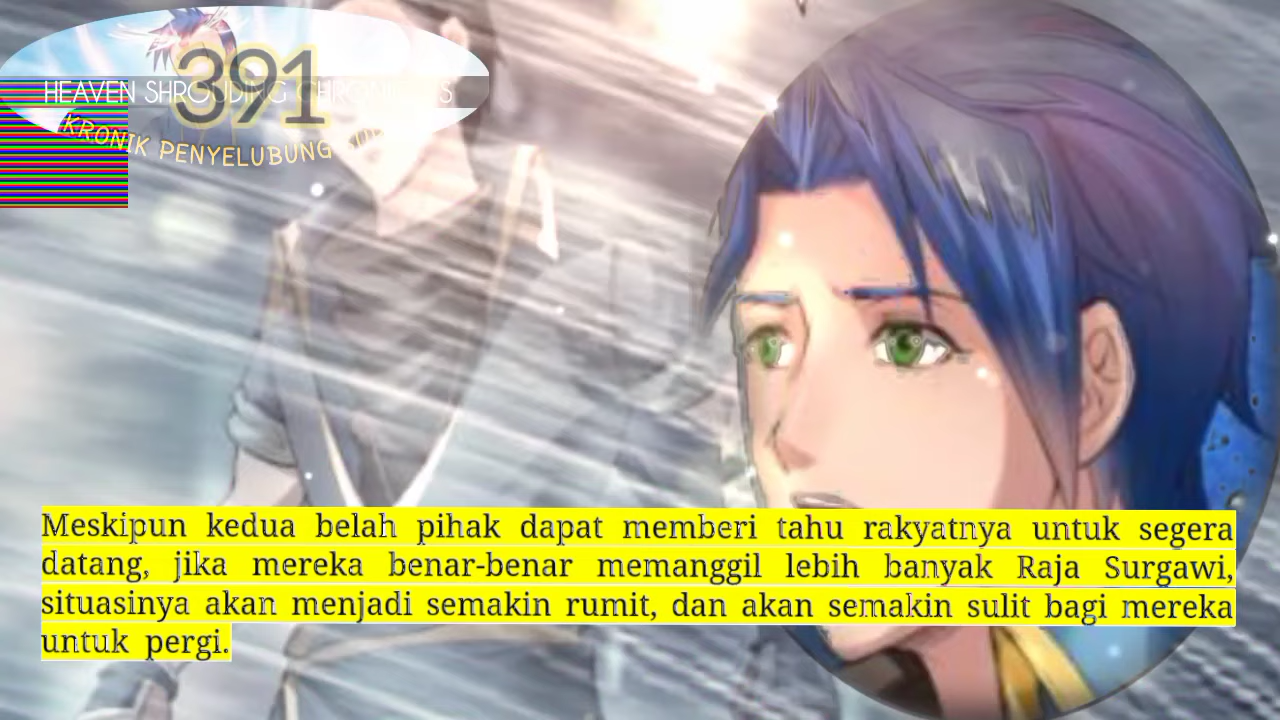 391
HEAVEN SHROUDING CHRONICLES
KRONIK PENYELUBUNG
Meskipun kedua belah pihak dapat memberi tahu rakyatnya untuk segera
datang, jika mereka benar-benar memanggil lebih banyak Raja Surgawi,
situasinya akan menjadi semakin rumit, dan akan semakin sulit bagi mereka
untuk pergi.